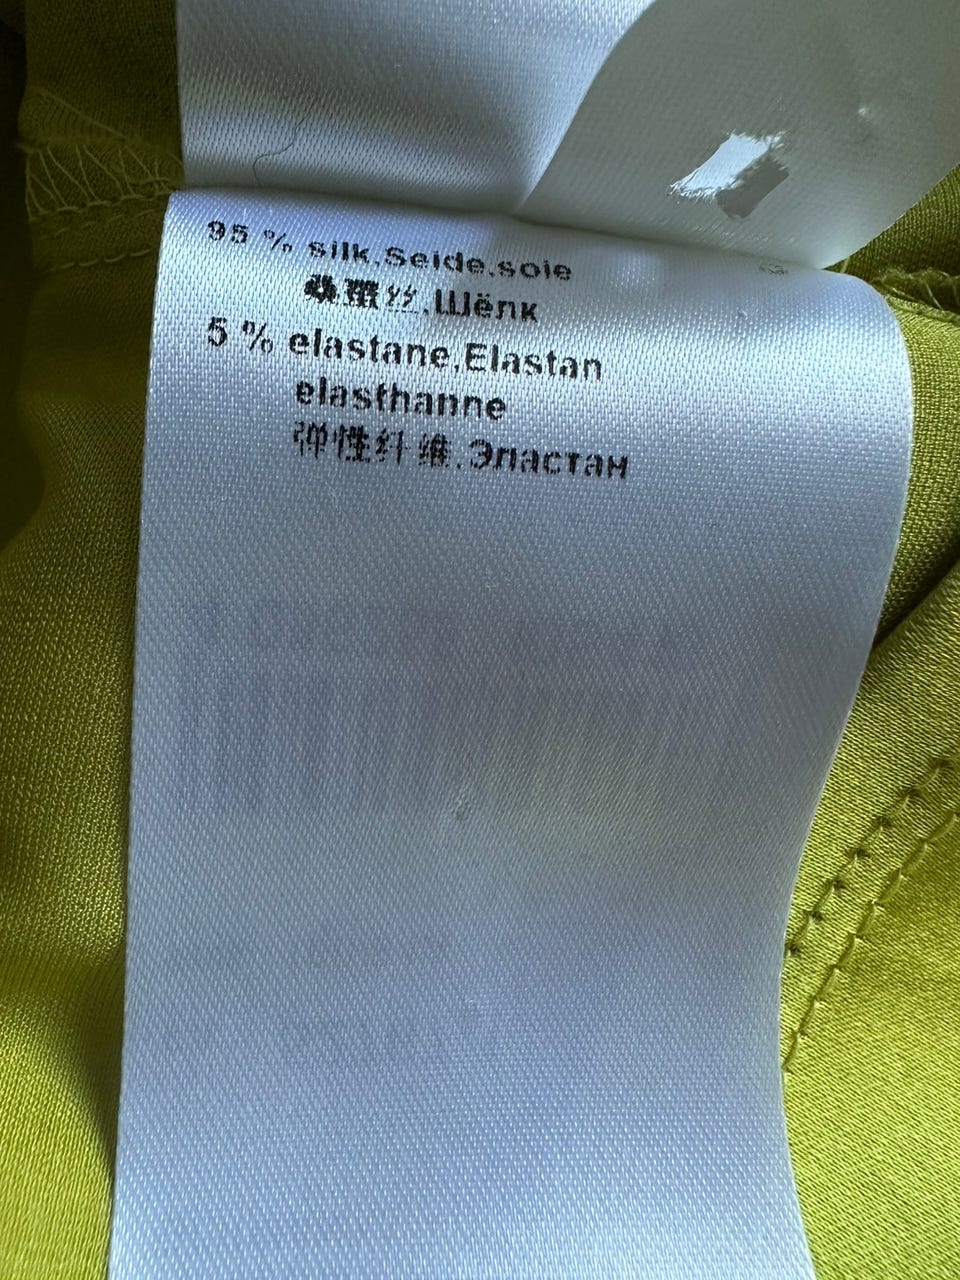 95 % silk,Seide,soie
桑蚕丝,Шёлк
5 % elastane,Elastan
elasthanne
弹性纤维,Эластан